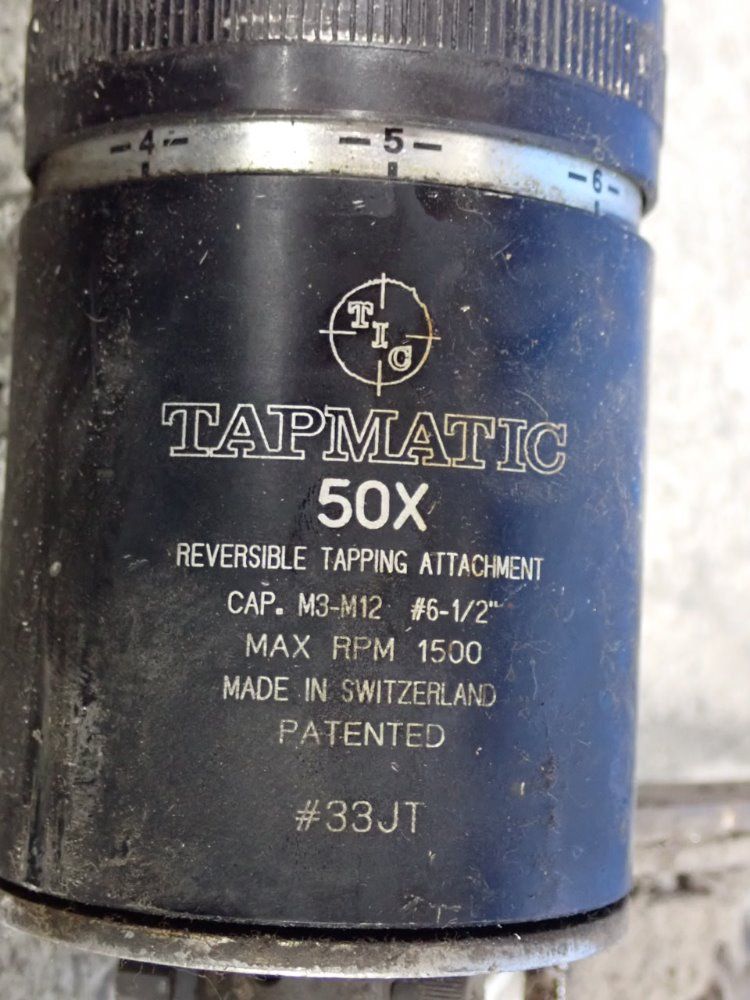 -4-
-5-
-6-
TIC
TAPMATIC
50X
REVERSIBLE TAPPING ATTACHMENT
CAP. M3-M12 #6-1/2"
MAX RPM 1500
MADE IN SWITZERLAND
PATENTED
#33JT